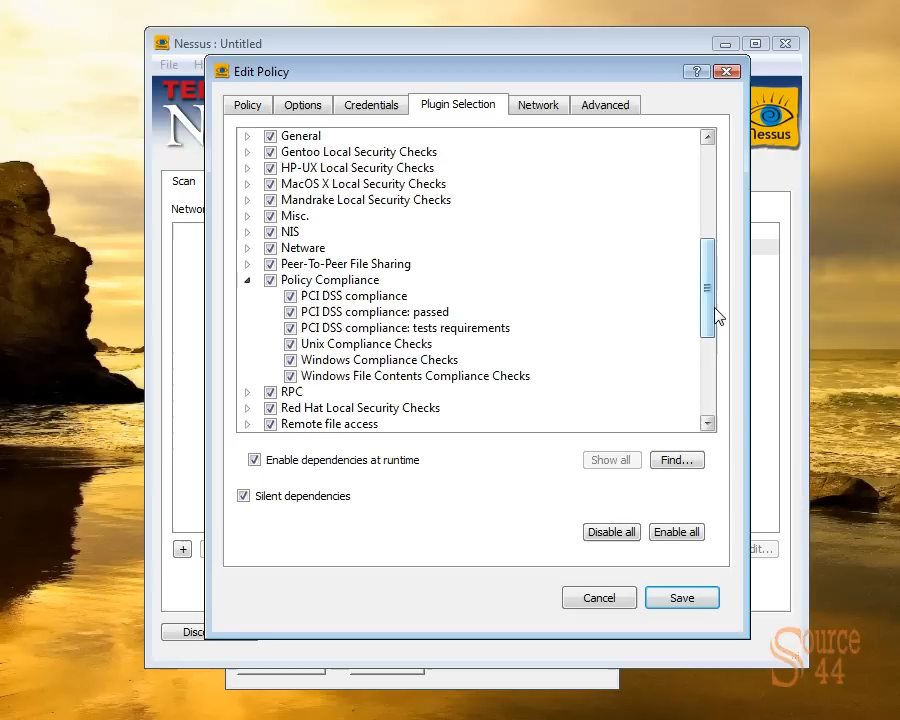 Nessus : Untitled
File
Edit Policy
TE
N
Nessus
Policy
Options
Credentials
Plugin Selection
Network
Advanced
Scan
General
Gentoo Local Security Checks
HP-UX Local Security Checks
MacOS X Local Security Checks
Mandrake Local Security Checks
Misc.
NIS
Netware
Peer-To-Peer File Sharing
Policy Compliance
PCI DSS compliance
PCI DSS compliance: passed
PCI DSS compliance: tests requirements
Unix Compliance Checks
Windows Compliance Checks
Windows File Contents Compliance Checks
RPC
Red Hat Local Security Checks
Remote file access
Enable dependencies at runtime
Show all
Find...
Silent dependencies
Disable all
Enable all
+
Cancel
Save
Source
44